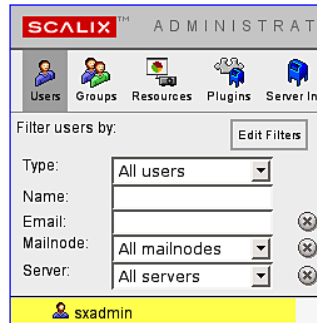 SCALIX™ ADMINISTRAT
Users Groups Resources Plugins Server In
Filter users by: Edit Filters
Type: All users
Name:
Email:
Mailnode: All mailnodes
Server: All servers
sxadmin